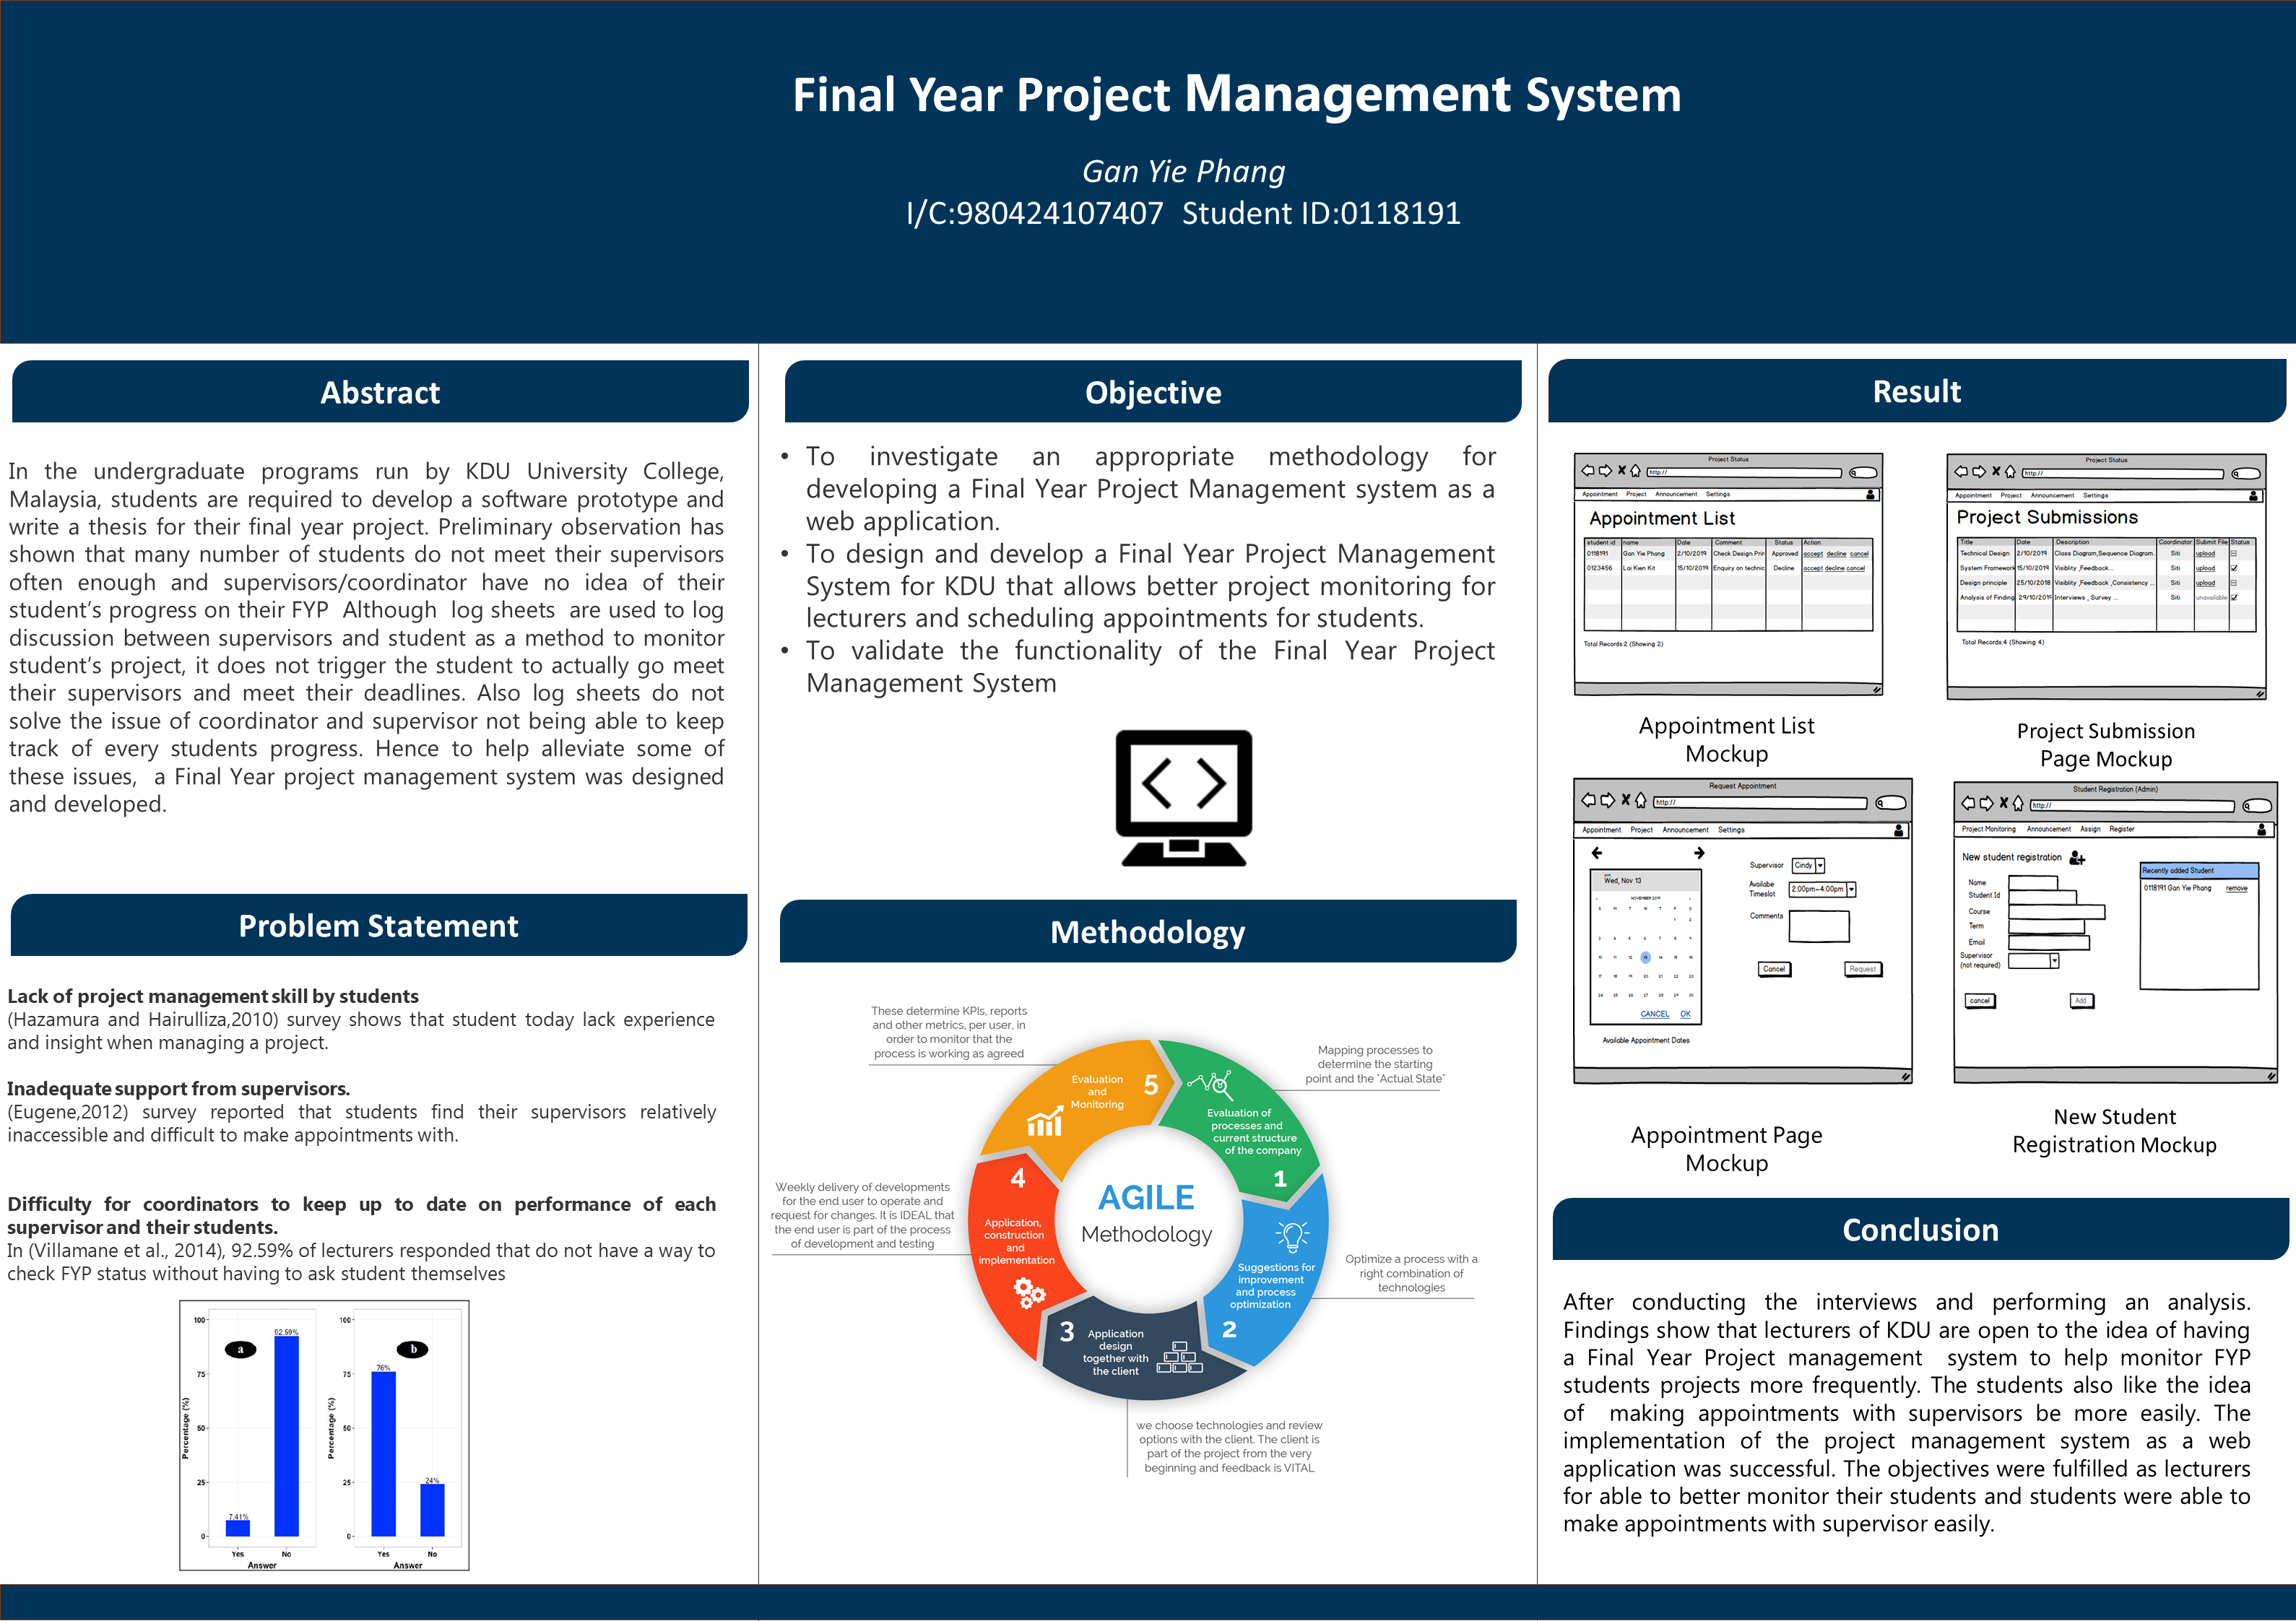 Final Year Project Management System
Gan Yie Phang
I/C:980424107407 Student ID:0118191
Abstract
In the undergraduate programs run by KDU University College,
Malaysia, students are required to develop a software prototype and
write a thesis for their final year project. Preliminary observation has
shown that many number of students do not meet their supervisors
often enough and supervisors/coordinator have no idea of their
student's progress on their FYP Although log sheets are used to log
discussion between supervisors and student as a method to monitor
student's project, it does not trigger the student to actually go meet
their supervisors and meet their deadlines. Also log sheets do not
solve the issue of coordinator and supervisor not being able to keep
track of every students progress. Hence to help alleviate some of
these issues, a Final Year project management system was designed
and developed.
Problem Statement
Lack of project management skill by students
(Hazamura and Hairulliza,2010) survey shows that student today lack experience
and insight when managing a project.
Inadequate support from supervisors.
(Eugene,2012) survey reported that students find their supervisors relatively
inaccessible and difficult to make appointments with.
Difficulty for coordinators to keep up to date on performance of each
supervisor and their students.
In (Villamane et al., 2014), 92.59% of lecturers responded that do not have a way to
check FYP status without having to ask student themselves
100
75
50
25
0
Percentage (%)
a
7.41%
92.59%
Yes No
Answer
100
75
50
25
0
Percentage (%)
b
76%
24%
Yes No
Answer
Objective
• To investigate an appropriate methodology for
developing a Final Year Project Management system as a
web application.
• To design and develop a Final Year Project Management
System for KDU that allows better project monitoring for
lecturers and scheduling appointments for students.
• To validate the functionality of the Final Year Project
Management System
< >
Methodology
These determine KPIs, reports
and other metrics, per user, in
order to monitor that the
process is working as agreed
Mapping processes to
determine the starting
point and the "Actual State"
Evaluation
and
Monitoring
5
Evaluation of
processes and
current structure
of the company
1
Weekly delivery of developments
for the end user to operate and
request for changes. It is IDEAL that
the end user is part of the process
of development and testing
4
Application,
construction
and
implementation
AGILE
Methodology
Suggestions for
improvement
and process
optimization
2
Optimize a process with a
right combination of
technologies
3
Application
design
together with
the client
we choose technologies and review
options with the client. The client is
part of the project from the very
beginning and feedback is VITAL
Result
Project Status
http://
Appointment Project Announcement Settings
Appointment List
student id name Date Comment Status Action
0118191 Gan Yie Phang 2/10/2019 Check Design Prin Approved accept decline cancel
0123456 Lai Kien Kit 15/10/2019 Enquiry on technic Decline accept decline cancel
Total Records:2 (Showing 2)
Appointment List
Mockup
Project Status
http://
Appointment Project Announcement Settings
Project Submissions
Title Date Description Coordinator Submit File Status
Technical Design 2/10/2019 Class Diagram,Sequence Diagram. Siti upload
System Framework 15/10/2019 Visiblity ,Feedback... Siti upload
Design principle 25/10/2018 Visiblity ,Feedback ,Consistency ... Siti upload
Analysis of Finding 29/10/2019 Interviews , Survey ... Siti unavailable
Total Records:4 (Showing 4)
Project Submission
Page Mockup
Request Appointment
http://
Appointment Project Announcement Settings
Wed, Nov 13
NOVEMBER 2019
S M T W T F S
1 2
3 4 5 6 7 8 9
10 11 12 13 14 15 16
17 18 19 20 21 22 23
24 25 26 27 28 29 30
CANCEL OK
Available Appointment Dates
Supervisor Cindy
Availabe
Timeslot 2:00pm-4:00pm
Comments
Cancel Request
Appointment Page
Mockup
Student Registration (Admin)
http://
Project Monitoring Announcement Assign Register
New student registration
Name
Student Id
Course
Term
Email
Supervisor
(not required)
cancel Add
Recently added Student
0118191 Gan Yie Phang remove
New Student
Registration Mockup
Conclusion
After conducting the interviews and performing an analysis.
Findings show that lecturers of KDU are open to the idea of having
a Final Year Project management system to help monitor FYP
students projects more frequently. The students also like the idea
of making appointments with supervisors be more easily. The
implementation of the project management system as a web
application was successful. The objectives were fulfilled as lecturers
for able to better monitor their students and students were able to
make appointments with supervisor easily.